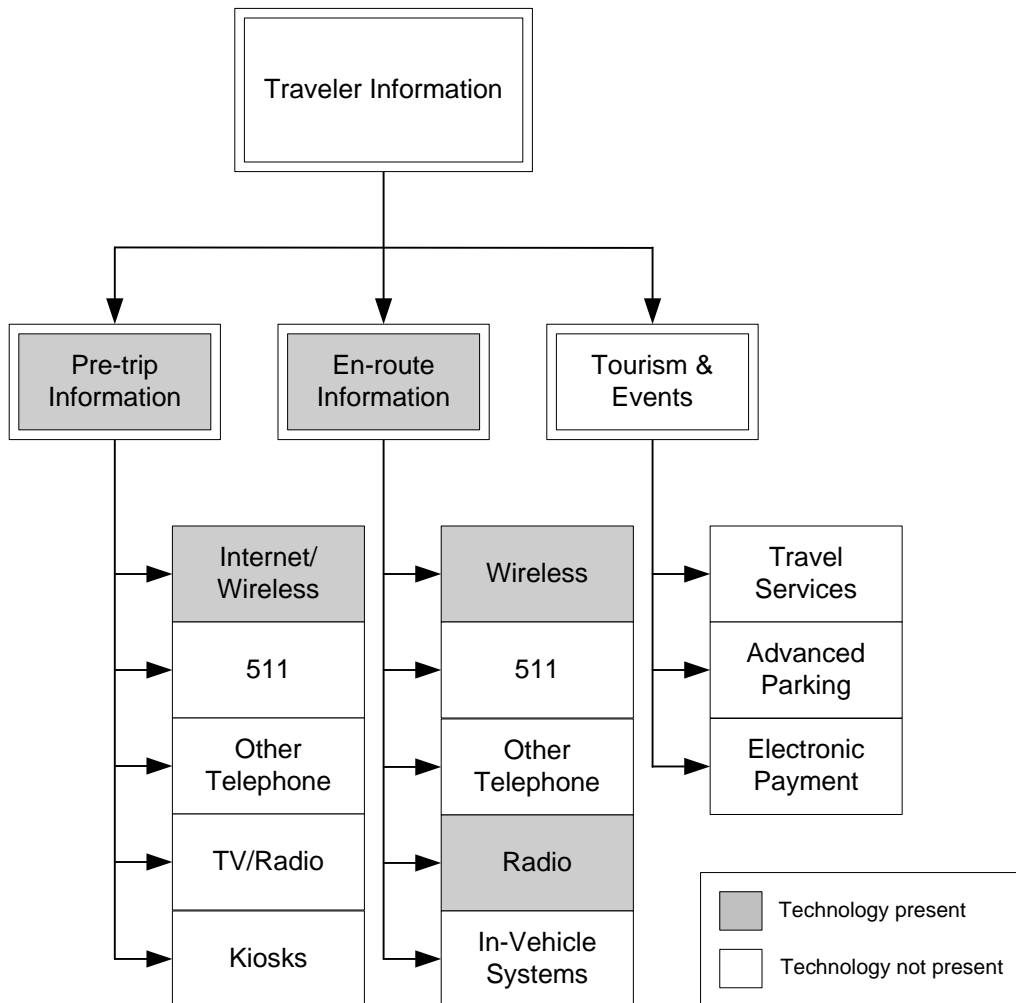 Traveler Information
Pre-trip
Information
En-route
Information
Tourism &
Events
Internet/
Wireless
511
Other
Telephone
TV/Radio
Kiosks
Wireless
511
Other
Telephone
Radio
In-Vehicle
Systems
Travel
Services
Advanced
Parking
Electronic
Payment
Technology present
Technology not present